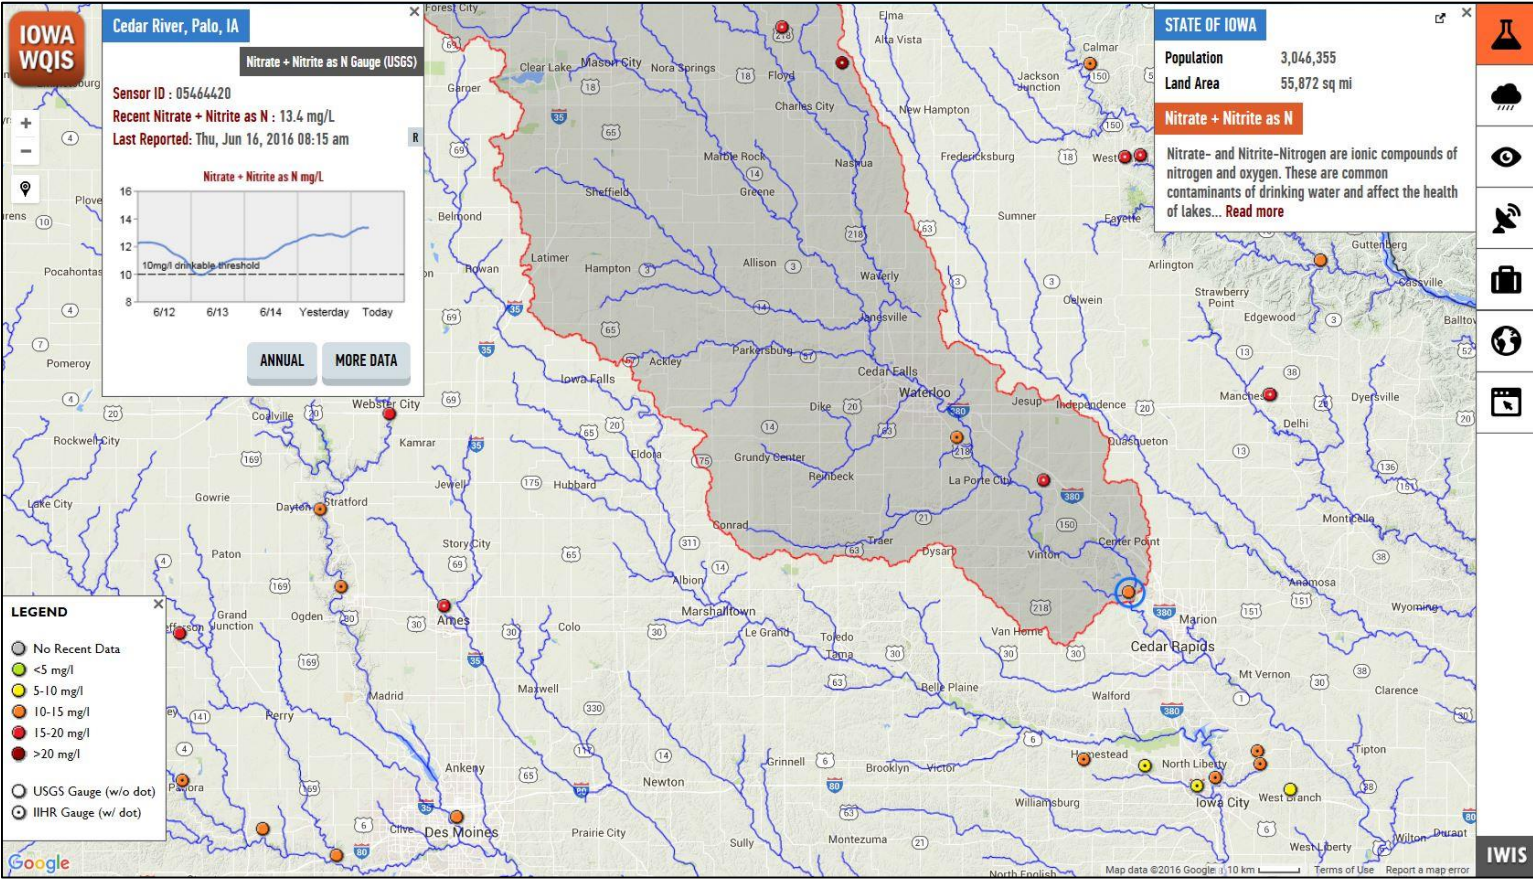 IOWA
WQIS
Cedar River, Palo, IA
Nitrate + Nitrite as N Gauge (USGS)
Sensor ID : 05464420
Recent Nitrate + Nitrite as N : 13.4 mg/L
Last Reported: Thu, Jun 16, 2016 08:15 am
R
Nitrate + Nitrite as N mg/L
16
14
12
10mg/l drinkable threshold
10
8
6/12 6/13 6/14 Yesterday Today
ANNUAL MORE DATA
STATE OF IOWA
Population 3,046,355
Land Area 55,872 sq mi
Nitrate + Nitrite as N
Nitrate- and Nitrite-Nitrogen are ionic compounds of
nitrogen and oxygen. These are common
contaminants of drinking water and affect the health
of lakes... Read more
Forest City
Elma
Alta Vista
Calmar
Clear Lake Mason City Nora Springs Floyd
Jackson
Junction
Garner
Charles City
New Hampton
Marble Rock
Nashua
Fredericksburg
West
Sheffield
Greene
Plove
Belmond
Sumner
Fayette
Guttenberg
Latimer
Hampton
Allison
Waverly
Arlington
Pocahontas
Rowan
Oelwein
Strawberry
Point
Cassville
Edgewood
Janesville
Balltov
Pomeroy
Ackley
Parkersburg
Iowa Falls
Cedar Falls
Waterloo
Jesup
Independence
Manches
Dyersville
Webster City
Coalville
Dike
Delhi
Rockwell City
Kamrar
Eldora
Grundy Center
Reinbeck
La Porte City
Quasqueton
Lake City
Gowrie
Dayton
Stratford
Jewell
Hubbard
Conrad
Monticello
Paton
Story City
Traer
Dysart
Vinton
Center Point
Albion
Marshalltown
Anamosa
Wyoming
Grand
Junction
Ogden
Ames
Colo
Le Grand
Toledo
Tama
Van Horne
Marion
Cedar Rapids
Mt Vernon
Clarence
Madrid
Maxwell
Belle Plaine
Walford
Perry
Ankeny
Newton
Grinnell
Brooklyn
Victor
Homestead
North Liberty
Tipton
Panora
Williamsburg
Iowa City
West Branch
Clive
Des Moines
Prairie City
Sully
Montezuma
West Liberty
Wilton
Durant
North English
LEGEND
No Recent Data
<5 mg/l
5-10 mg/l
10-15 mg/l
15-20 mg/l
>20 mg/l
USGS Gauge (w/o dot)
IIHR Gauge (w/ dot)
Google
Map data ©2016 Google 10 km Terms of Use Report a map error
IWIS